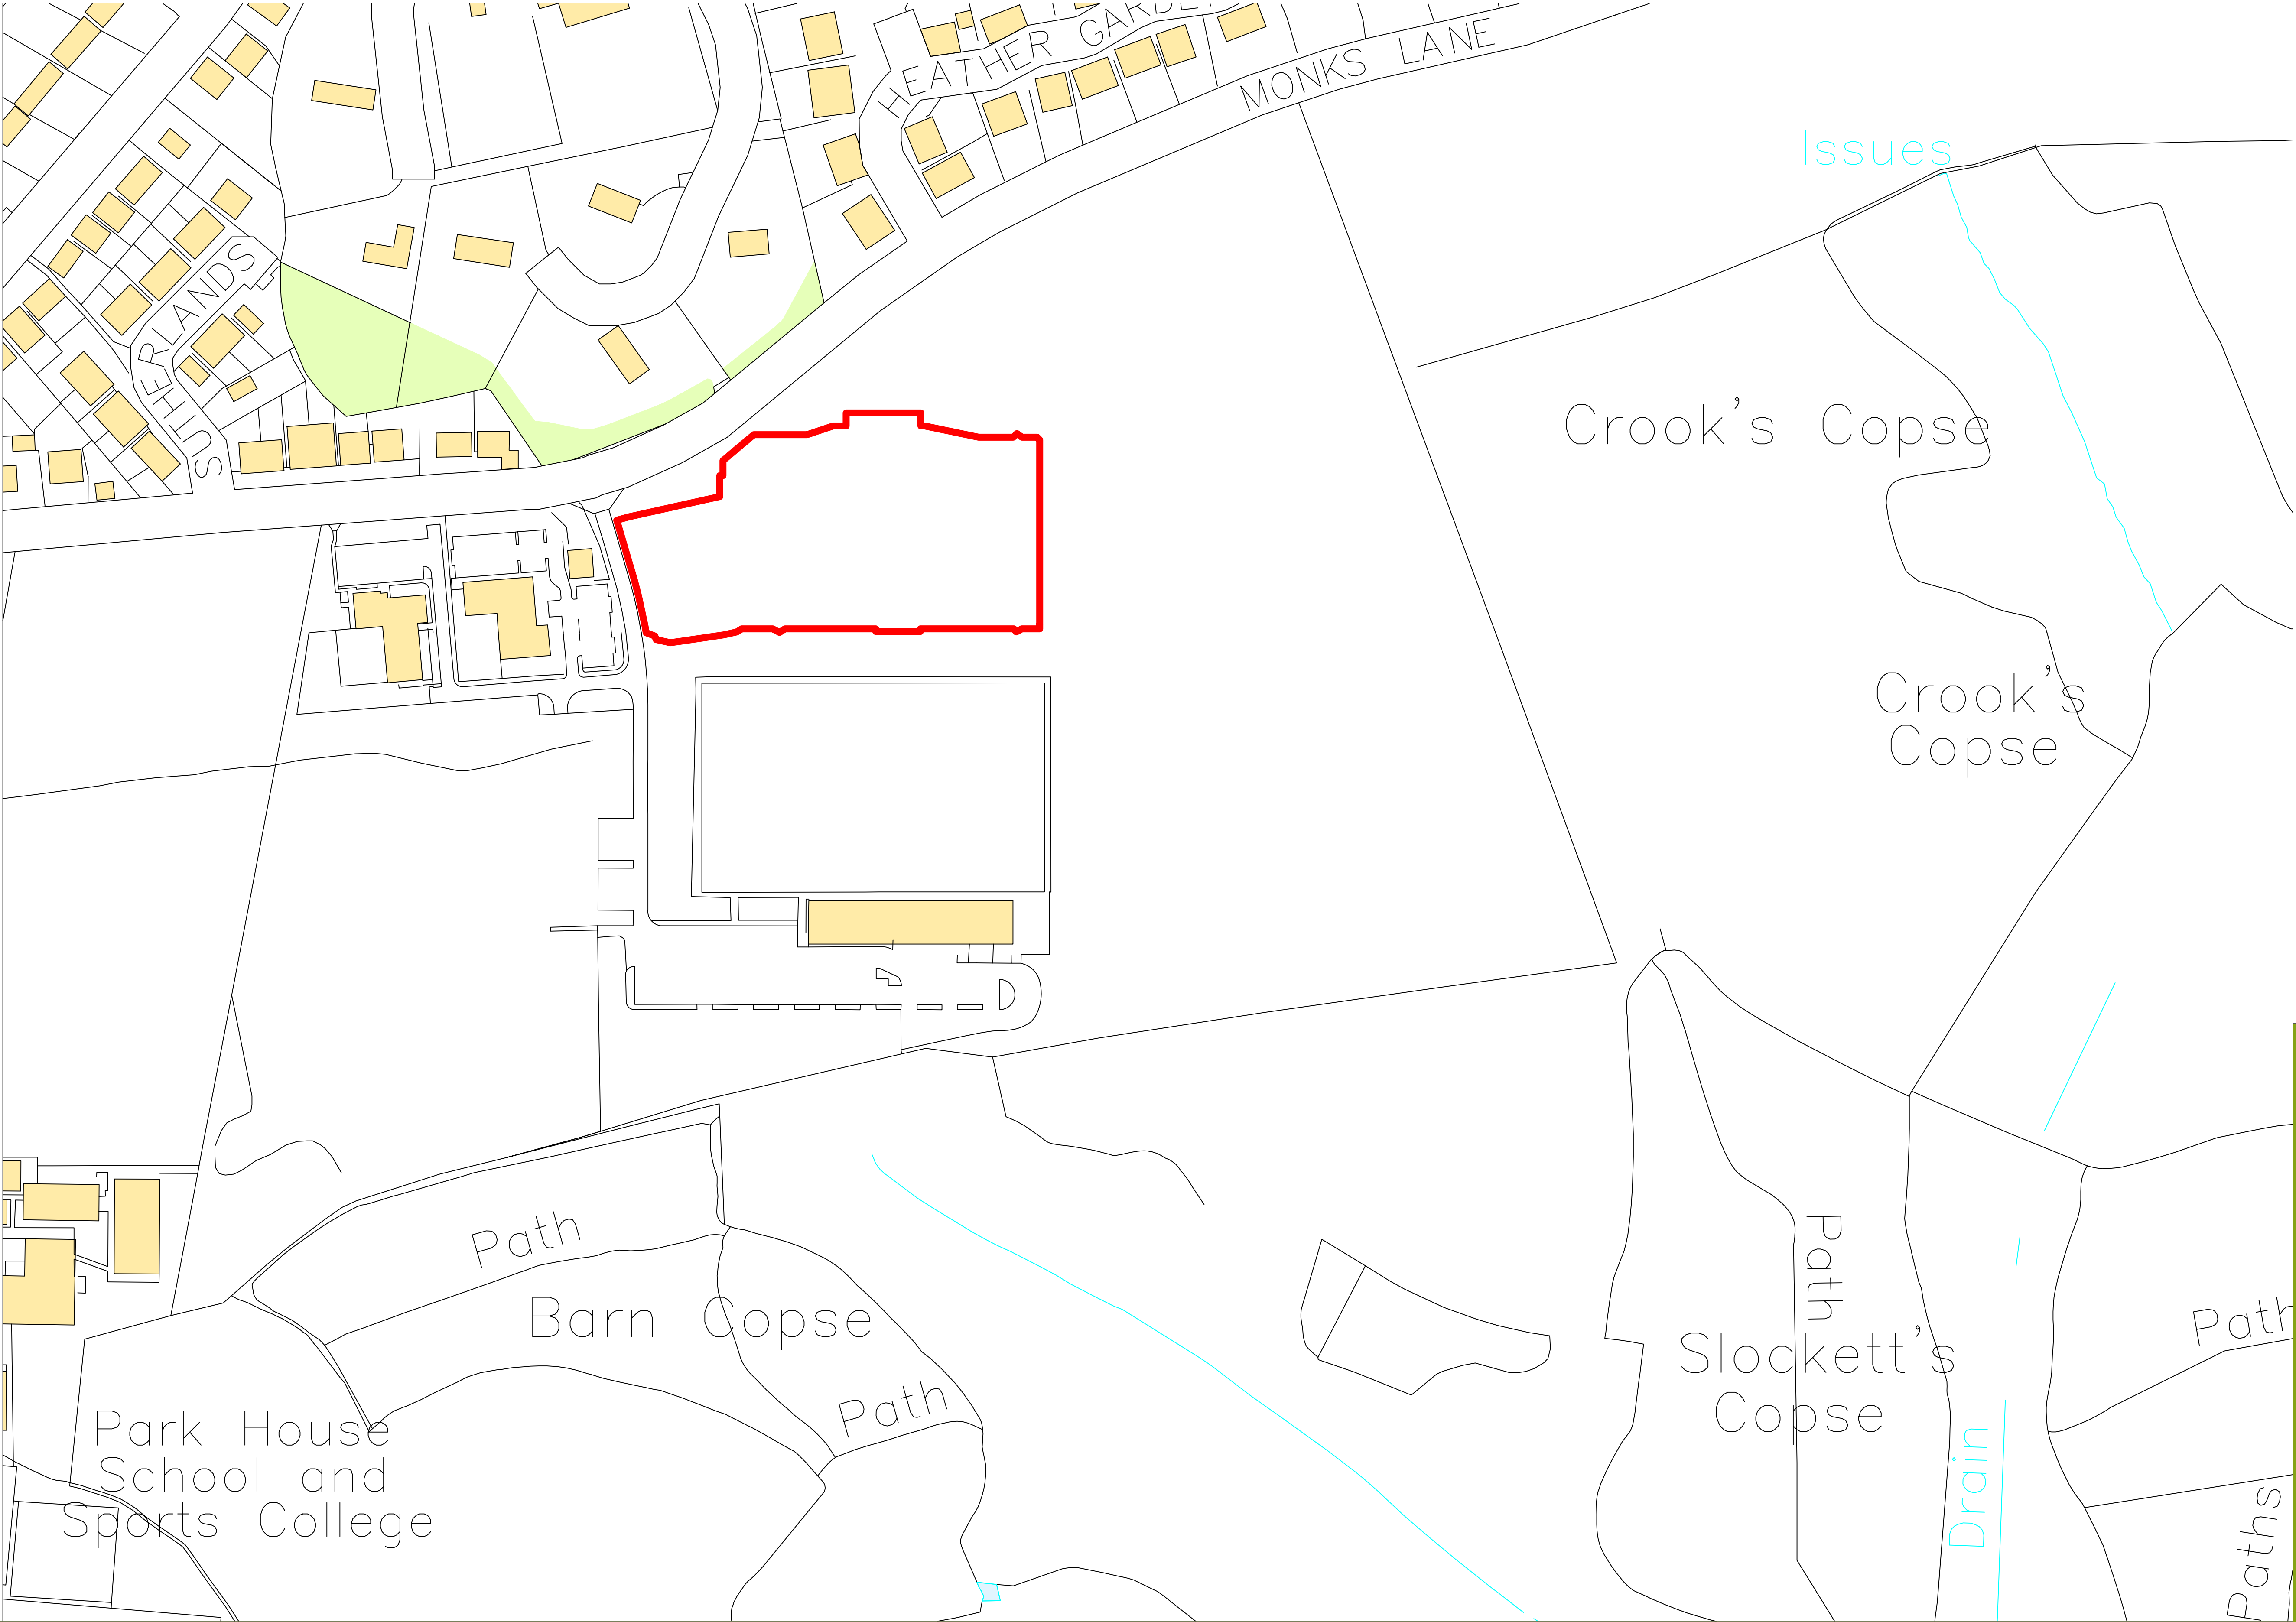 HEATHER GARDE
MONKS LANE
Issues
SUTHERLANDS
Crook's Copse
Crook's
Copse
Path
Path
Barn Copse
Path
Slockett's
Copse
Path
Park House
School and
Sports College
Drain
Paths